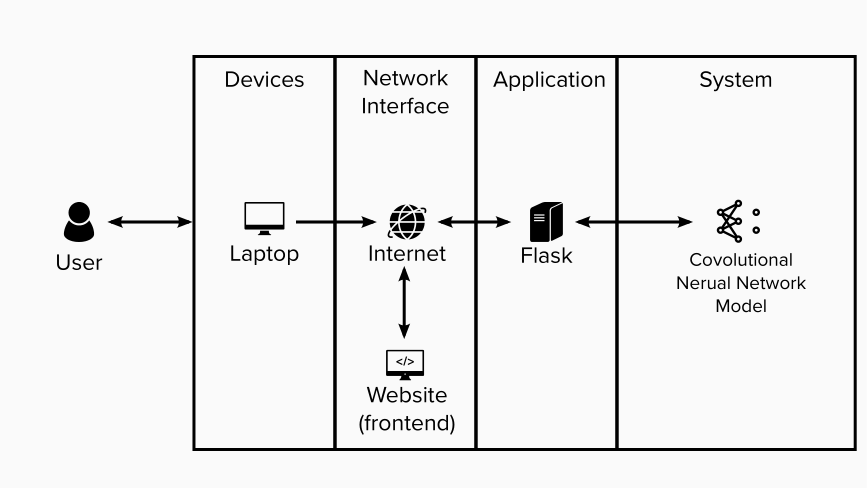 Devices
Network
Interface
Application
System
User
Laptop
Internet
Flask
Covolutional
Nerual Network
Model
</>
Website
(frontend)